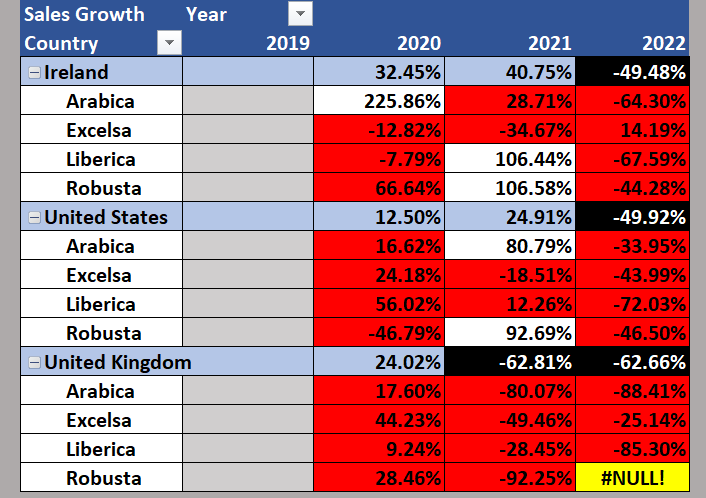 Sales Growth Year
Country 2019 2020 2021 2022
Ireland 32.45% 40.75% -49.48%
Arabica 225.86% 28.71% -64.30%
Excelsa -12.82% -34.67% 14.19%
Liberica -7.79% 106.44% -67.59%
Robusta 66.64% 106.58% -44.28%
United States 12.50% 24.91% -49.92%
Arabica 16.62% 80.79% -33.95%
Excelsa 24.18% -18.51% -43.99%
Liberica 56.02% 12.26% -72.03%
Robusta -46.79% 92.69% -46.50%
United Kingdom 24.02% -62.81% -62.66%
Arabica 17.60% -80.07% -88.41%
Excelsa 44.23% -49.46% -25.14%
Liberica 9.24% -28.45% -85.30%
Robusta 28.46% -92.25% #NULL!